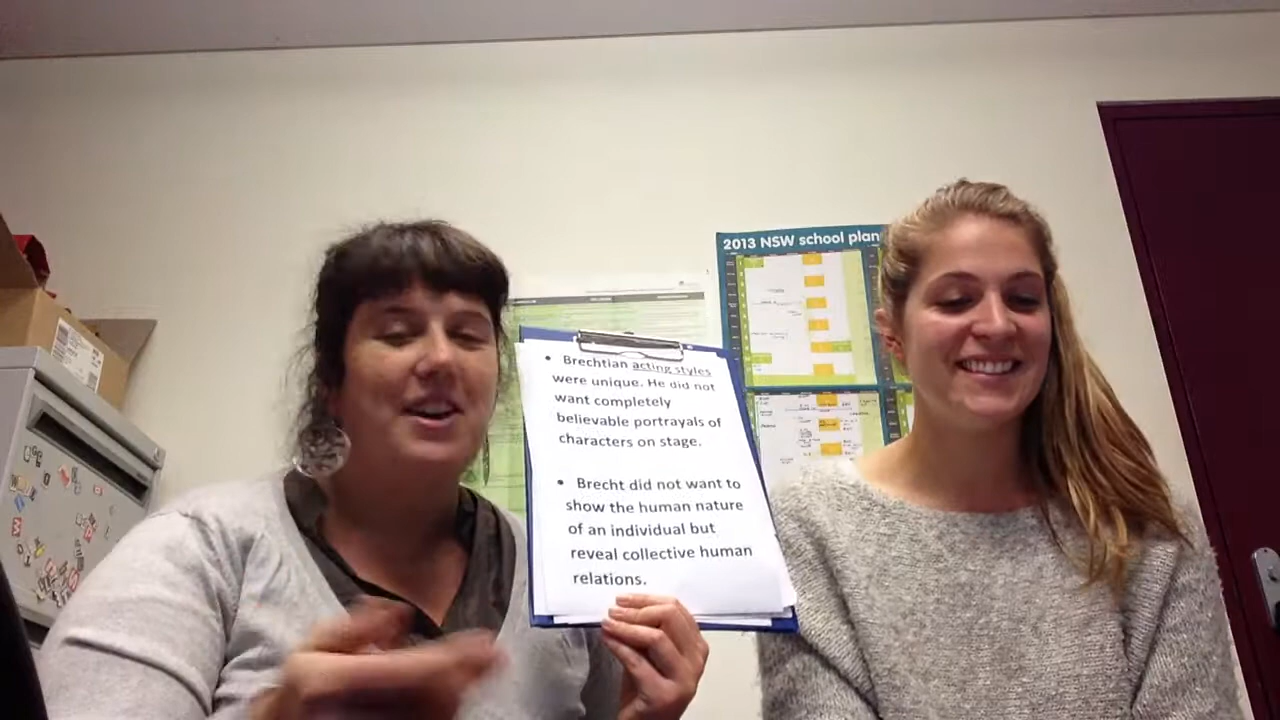 2013 NSW school plan
• Brechtian acting styles
were unique. He did not
want completely
believable portrayals of
characters on stage.
• Brecht did not want to
show the human nature
of an individual but
reveal collective human
relations.